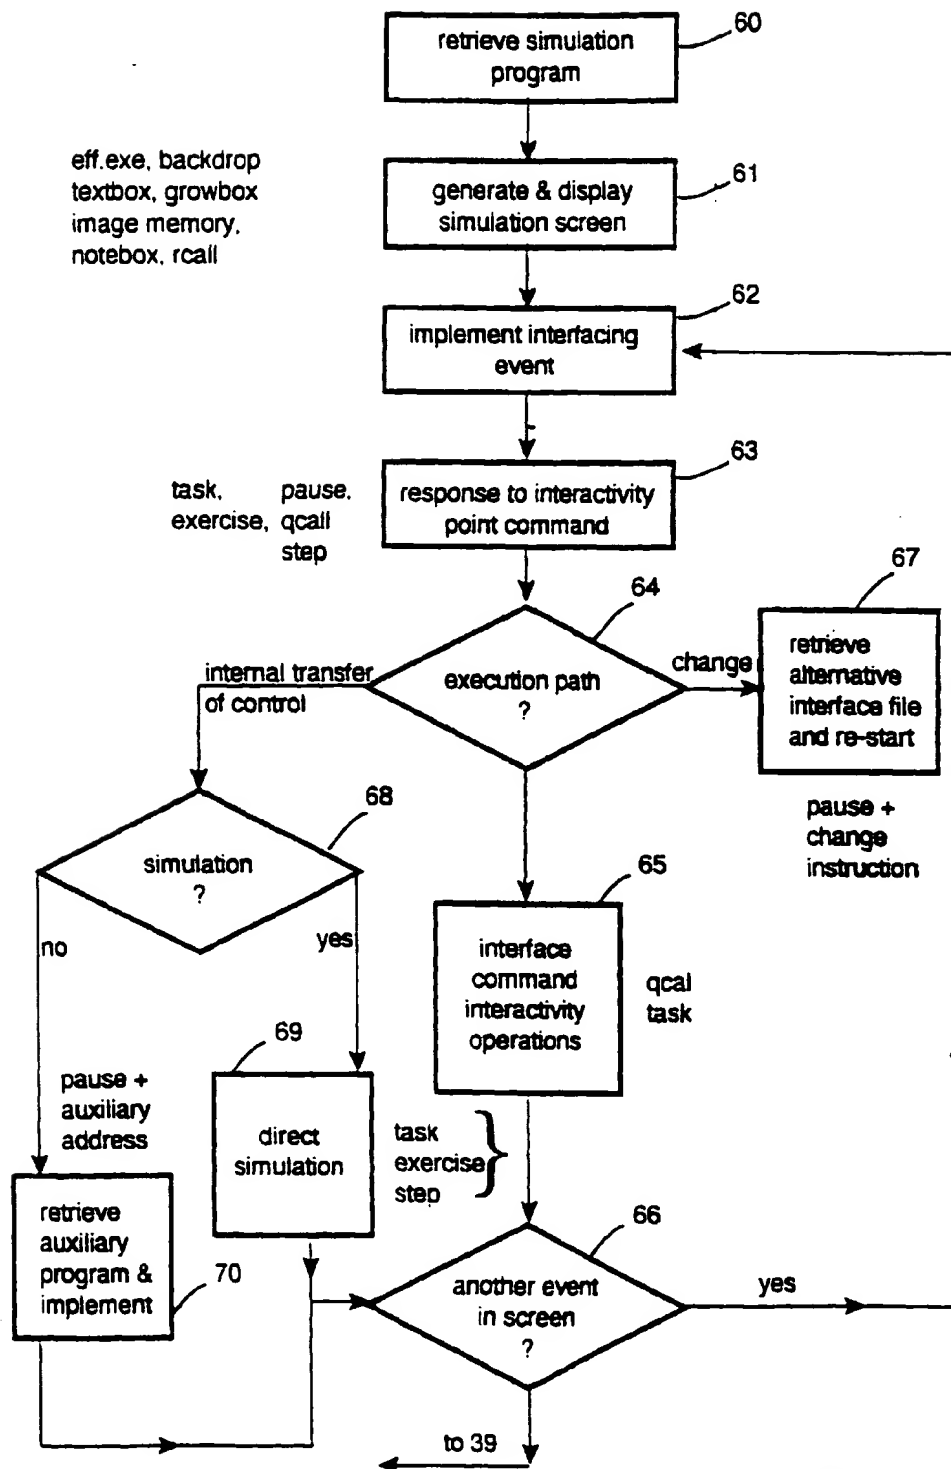 60
retrieve simulation
program
eff.exe, backdrop
textbox, growbox
image memory,
notebox, rcall
61
generate & display
simulation screen
62
implement interfacing
event
63
task, pause,
exercise, qcall
step
response to interactivity
point command
64
67
internal transfer
of control
execution path
?
change
retrieve
alternative
interface file
and re-start
pause +
change
instruction
68
simulation
?
no
yes
65
interface
command
interactivity
operations
qcal
task
69
pause +
auxiliary
address
direct
simulation
task
exercise
step
retrieve
auxiliary
program &
implement
70
66
another event
in screen
?
yes
to 39